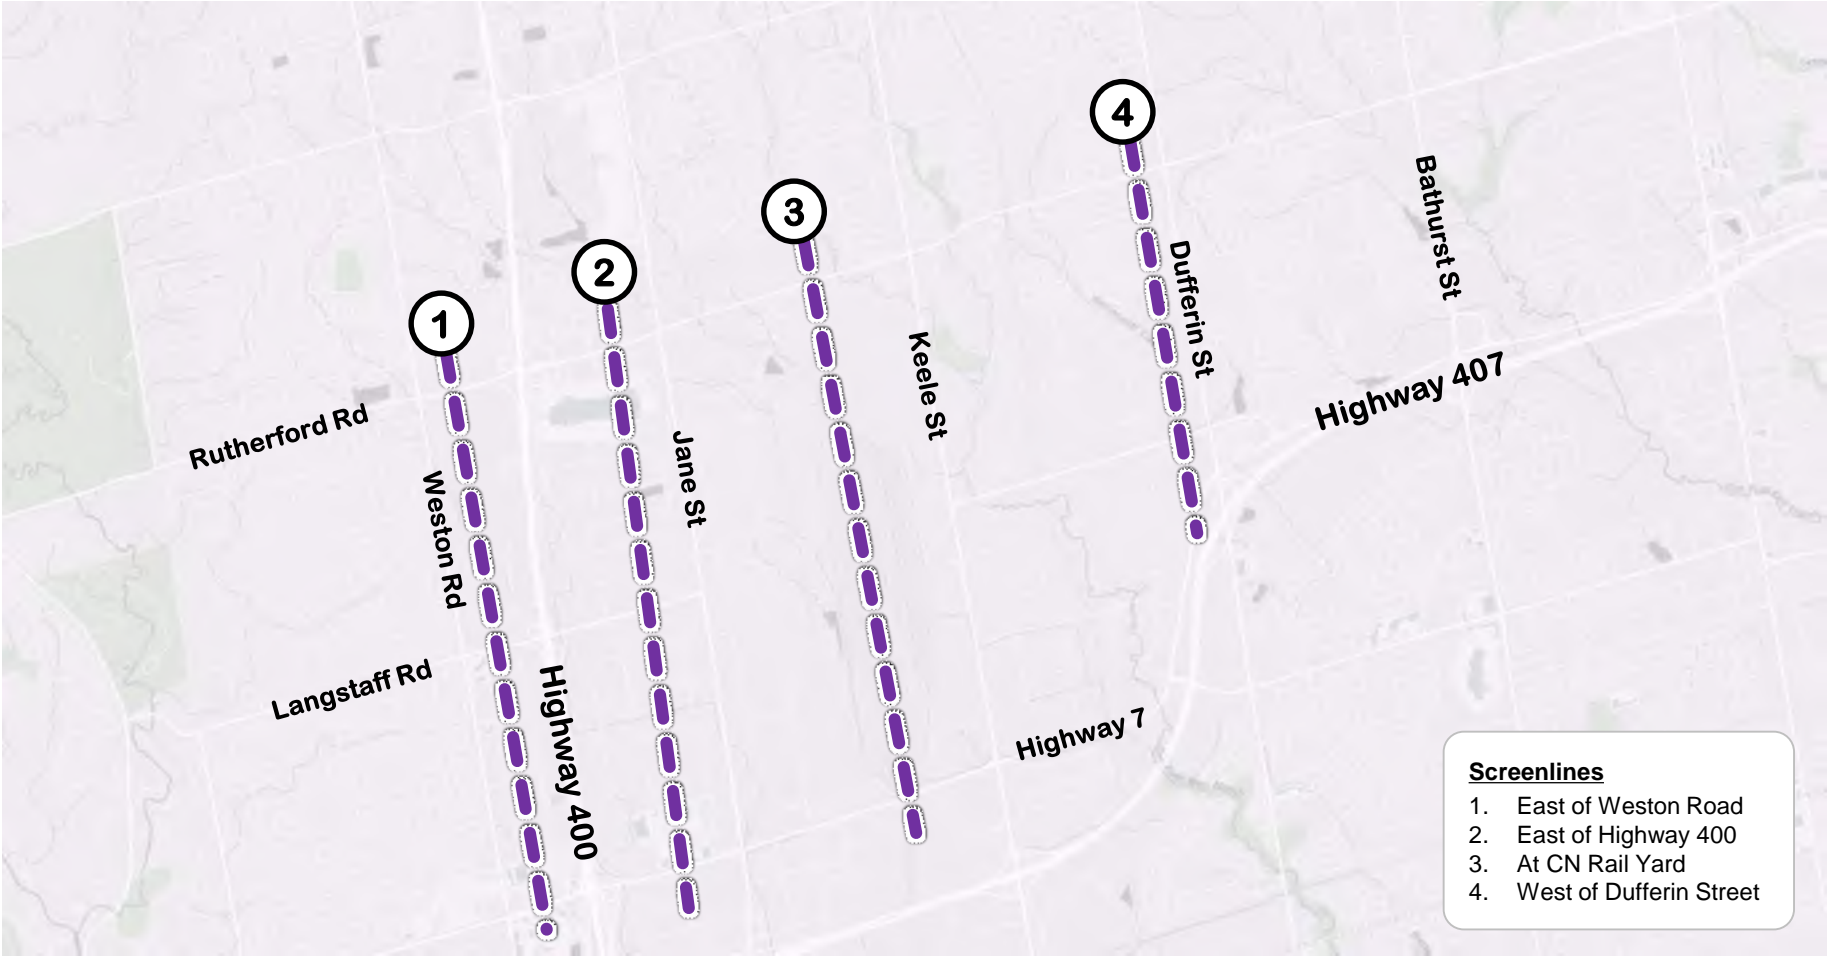 4
Bathurst St
3
Dufferin St
2
1
Keele St
Highway 407
Rutherford Rd
Jane St
Weston Rd
Langstaff Rd
Highway 400
Highway 7
Screenlines
1. East of Weston Road
2. East of Highway 400
3. At CN Rail Yard
4. West of Dufferin Street